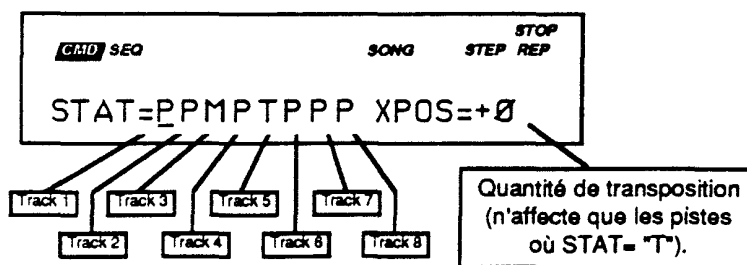 STOP
CMD SEQ SONG STEP REP
STAT=PPMPTPPP XPOS=+0
Track 1 Track 3 Track 5 Track 7
Track 2 Track 4 Track 6 Track 8
Quantité de transposition
(n'affecte que les pistes
où STAT= "T").